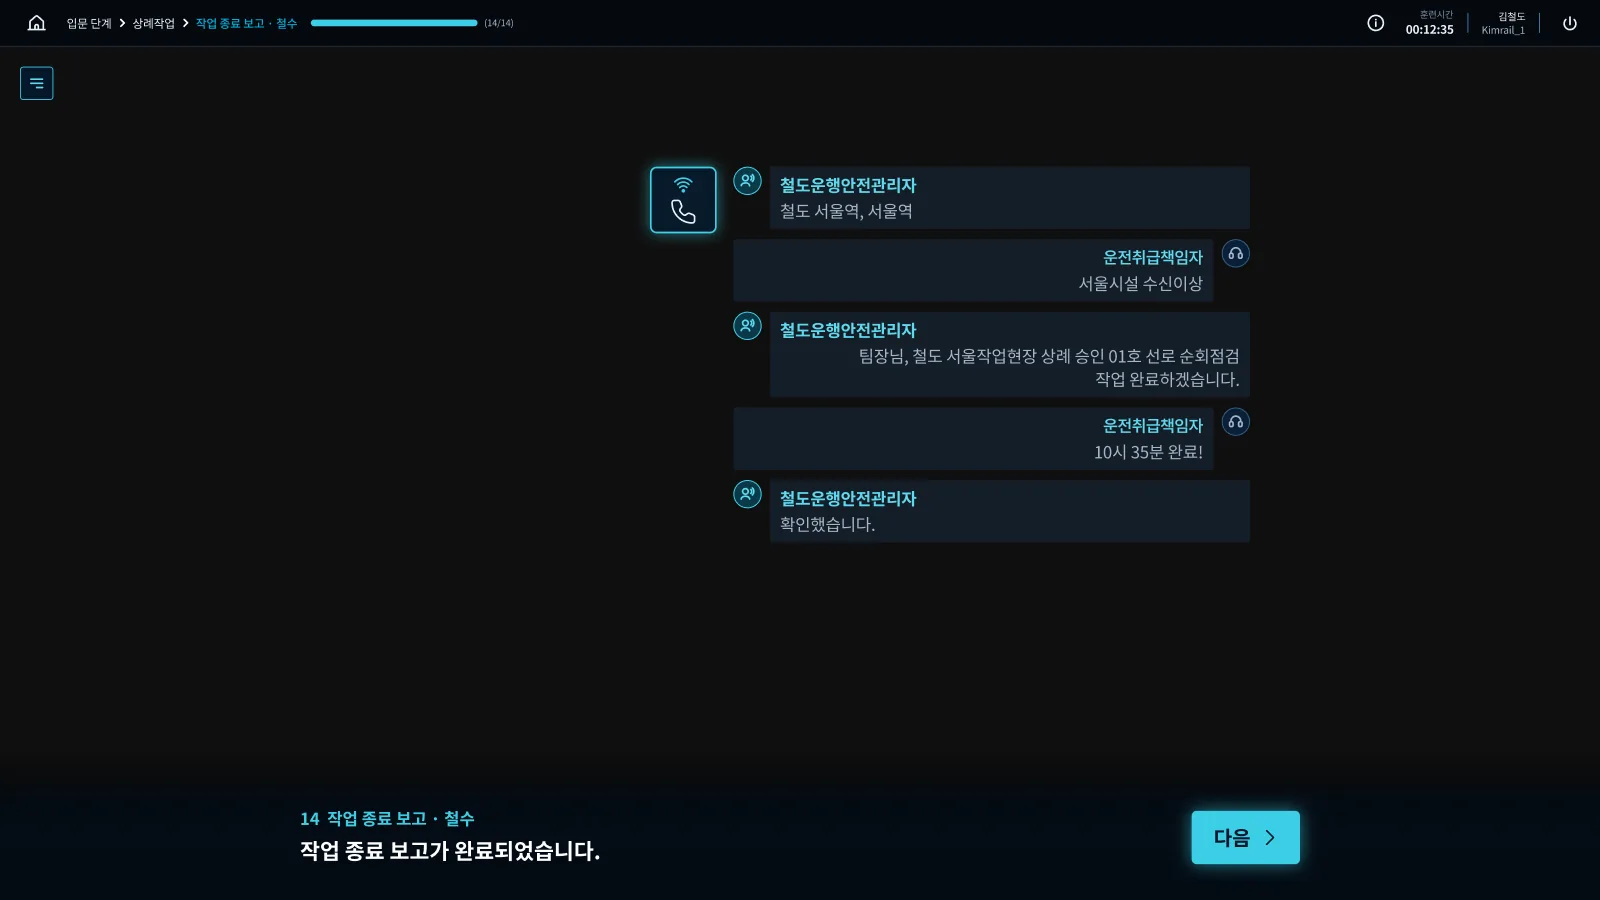 입문 단계 > 상례작업 > 작업 종료 보고 · 철수 (14/14)
훈련시간
00:12:35
김철도
Kimrail_1
철도운행안전관리자
철도 서울역, 서울역
운전취급책임자
서울시설 수신이상
철도운행안전관리자
팀장님, 철도 서울작업현장 상례 승인 01호 선로 순회점검
작업 완료하겠습니다.
운전취급책임자
10시 35분 완료!
철도운행안전관리자
확인했습니다.
14 작업 종료 보고 · 철수
작업 종료 보고가 완료되었습니다.
다음 >